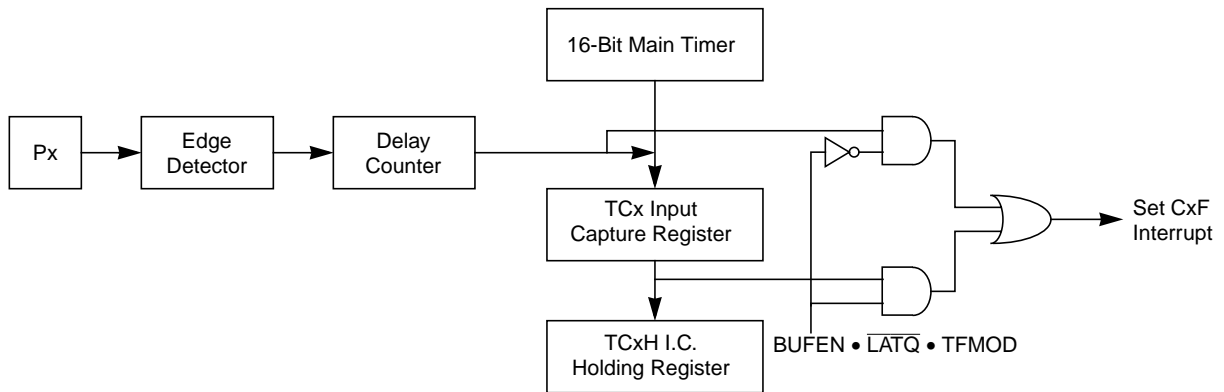 16-Bit Main Timer
Px
Edge
Detector
Delay
Counter
TCx Input
Capture Register
Set CxF
Interrupt
TCxH I.C.
Holding Register
BUFEN • L̅A̅T̅Q̅ • TFMOD